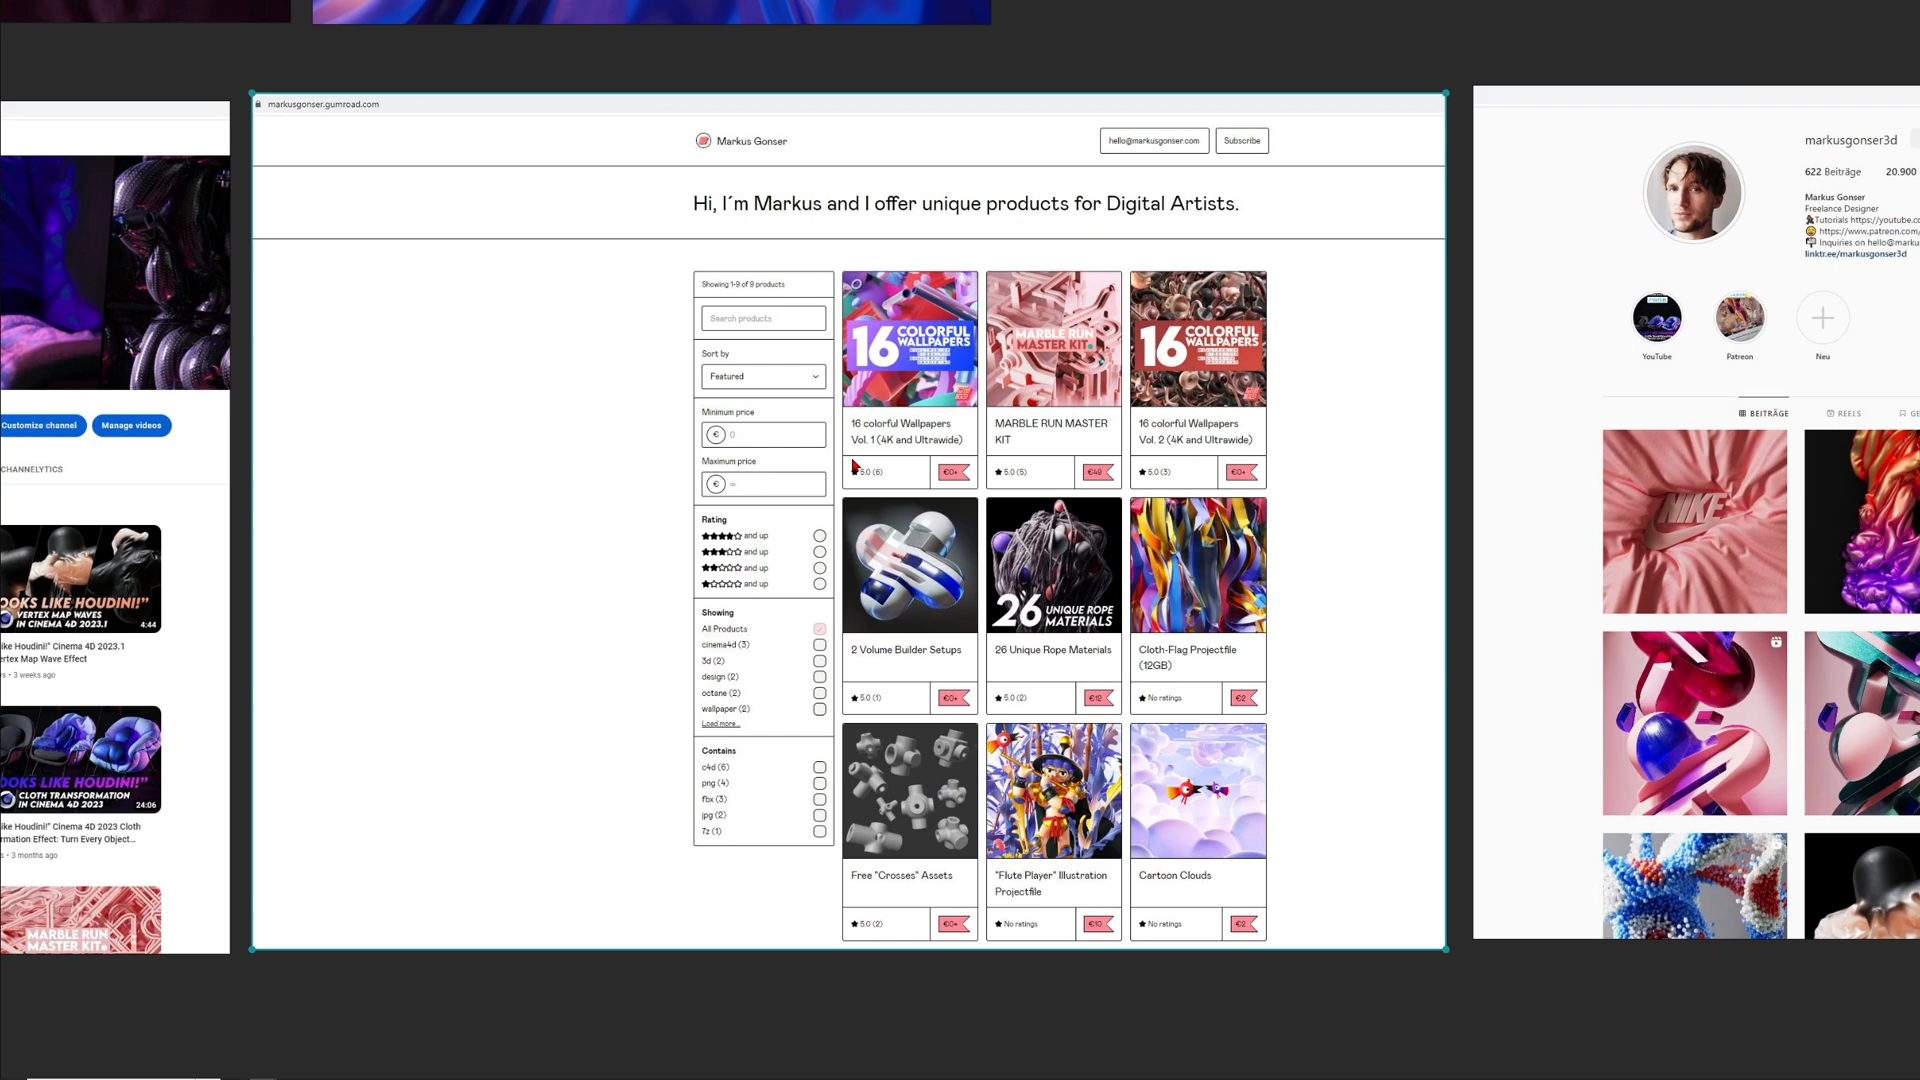 Customize channel
Manage videos
CHANNELYTICS
OOKS LIKE HOUDINI!"
VERTEX MAP WAVES
IN CINEMA 4D 2023.1
4:44
ike Houdini!" Cinema 4D 2023.1
ertex Map Wave Effect
s • 3 weeks ago
OOKS LIKE HOUDINI!"
CLOTH TRANSFORMATION
IN CINEMA 4D 2023
24:06
ike Houdini!" Cinema 4D 2023 Cloth
rmation Effect: Turn Every Object...
s • 3 months ago
MARBLE RUN
MASTER KIT
markusgonser.gumroad.com
Markus Gonser
hello@markusgonser.com
Subscribe
Hi, I´m Markus and I offer unique products for Digital Artists.
Showing 1-9 of 9 products
Search products
Sort by
Featured
Minimum price
€ 0
Maximum price
€ ∞
Rating
★★★★☆ and up
★★★☆☆ and up
★★☆☆☆ and up
★☆☆☆☆ and up
Showing
All Products
cinema4d (3)
3d (2)
design (2)
octane (2)
wallpaper (2)
Load more...
Contains
c4d (6)
png (4)
fbx (3)
jpg (2)
7z (1)
16 COLORFUL
WALLPAPERS
16 colorful Wallpapers
Vol. 1 (4K and Ultrawide)
5.0 (6)
€0+
MARBLE RUN
MASTER KIT
MARBLE RUN MASTER
KIT
★ 5.0 (5)
€49
16 COLORFUL
WALLPAPERS
16 colorful Wallpapers
Vol. 2 (4K and Ultrawide)
★ 5.0 (3)
€0+
2 Volume Builder Setups
★ 5.0 (1)
€0+
26 UNIQUE ROPE
MATERIALS
26 Unique Rope Materials
★ 5.0 (2)
€12
Cloth-Flag Projectfile
(12GB)
★ No ratings
€2
Free "Crosses" Assets
★ 5.0 (2)
€0+
"Flute Player" Illustration
Projectfile
★ No ratings
€10
Cartoon Clouds
★ No ratings
€2
markusgonser3d
622 Beiträge
20.900
Markus Gonser
Freelance Designer
Tutorials https://youtube.co
https://www.patreon.com/
Inquiries on hello@marku
linktr.ee/markusgonser3d
YouTube
Patreon
Neu
BEITRÄGE
REELS
GE
NIKE